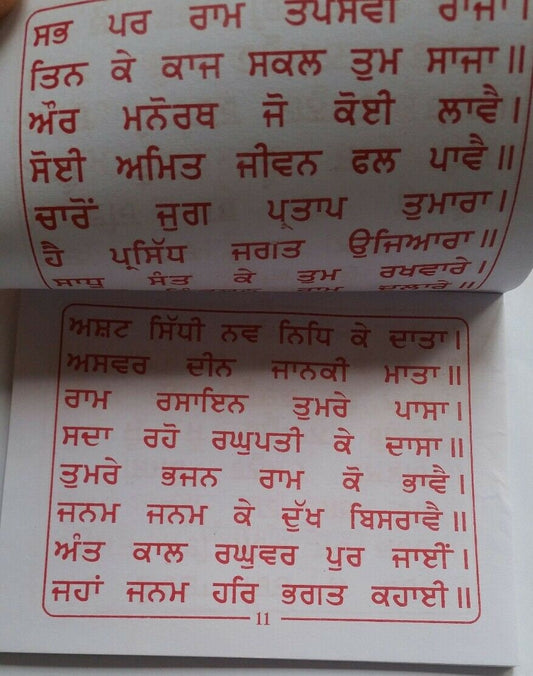 ਸਭ ਪਰ ਰਾਮ ਤਪਸਵੀ ਰਾਜਾ।
ਤਿਨ ਕੇ ਕਾਜ ਸਕਲ ਤੁਮ ਸਾਜਾ॥
ਔਰ ਮਨੋਰਥ ਜੋ ਕੋਈ ਲਾਵੈ।
ਸੋਈ ਅਮਿਤ ਜੀਵਨ ਫਲ ਪਾਵੈ॥
ਚਾਰੋਂ ਜੁਗ ਪ੍ਰਤਾਪ ਤੁਮਾਰਾ।
ਹੈ ਪ੍ਰਸਿੱਧ ਜਗਤ ਉਜਿਆਰਾ॥
ਸਾਧੁ ਸੰਤ ਕੇ ਤੁਮ ਰਖਵਾਰੇ।
ਰਾਮ ਦੁਲਾਰੇ॥
ਅਸ਼ਟ ਸਿੱਧੀ ਨਵ ਨਿਧਿ ਕੇ ਦਾਤਾ।
ਅਸਵਰ ਦੀਨ ਜਾਨਕੀ ਮਾਤਾ॥
ਰਾਮ ਰਸਾਇਨ ਤੁਮਰੇ ਪਾਸਾ।
ਸਦਾ ਰਹੋ ਰਘੁਪਤੀ ਕੇ ਦਾਸਾ॥
ਤੁਮਰੇ ਭਜਨ ਰਾਮ ਕੋ ਭਾਵੈ।
ਜਨਮ ਜਨਮ ਕੇ ਦੁੱਖ ਬਿਸਰਾਵੈ॥
ਅੰਤ ਕਾਲ ਰਘੁਵਰ ਪੁਰ ਜਾਈਂ।
ਜਹਾਂ ਜਨਮ ਹਰਿ ਭਗਤ ਕਹਾਈ॥
11